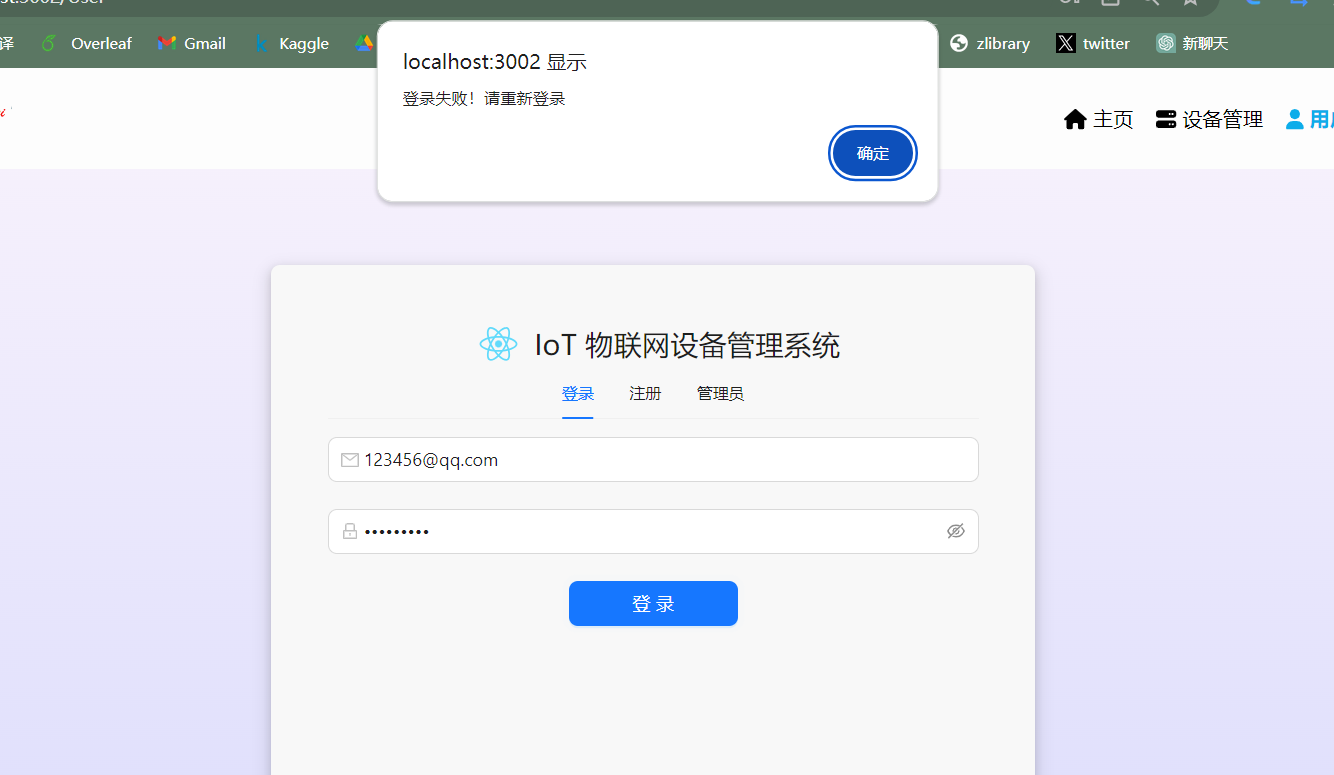 译 Overleaf Gmail Kaggle zlibrary twitter 新聊天
localhost:3002 显示
登录失败！请重新登录
确定
主页 设备管理
IoT 物联网设备管理系统
登录 注册 管理员
123456@qq.com
•••••••••
登 录